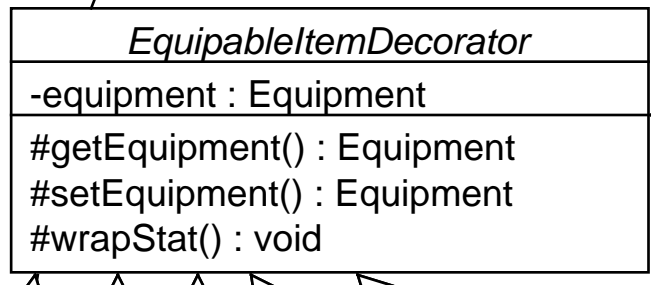 EquipableItemDecorator
-equipment : Equipment
#getEquipment() : Equipment
#setEquipment() : Equipment
#wrapStat() : void